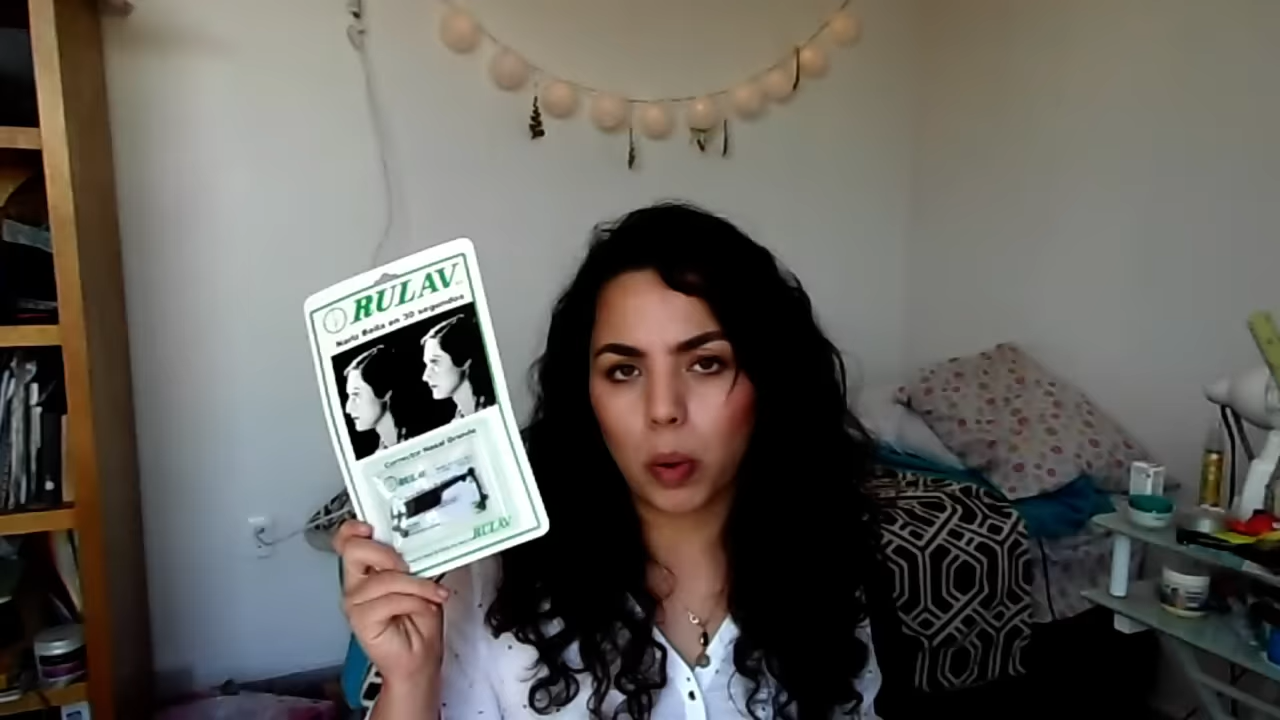 RULAV
Nariz Bella en 30 segundos
Corrector Nasal Grande
RULAV
RULAV